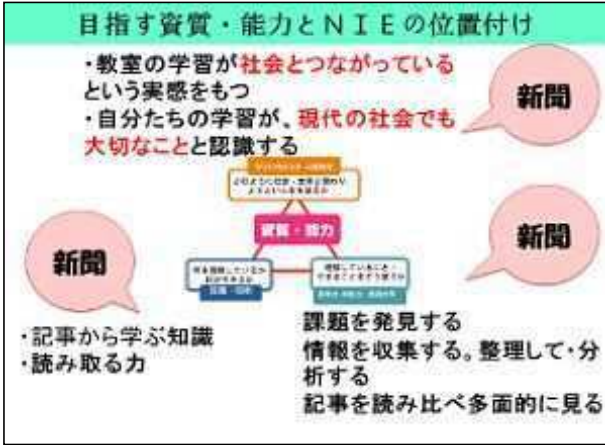 目指す資質・能力とNIEの位置付け
・教室の学習が社会とつながっている
という実感をもつ
・自分たちの学習が、現代の社会でも
大切なことと認識する
新聞
資質・能力
新聞
新聞
・記事から学ぶ知識
・読み取る力
課題を発見する
情報を収集する。整理して・分
析する
記事を読み比べ多面的に見る